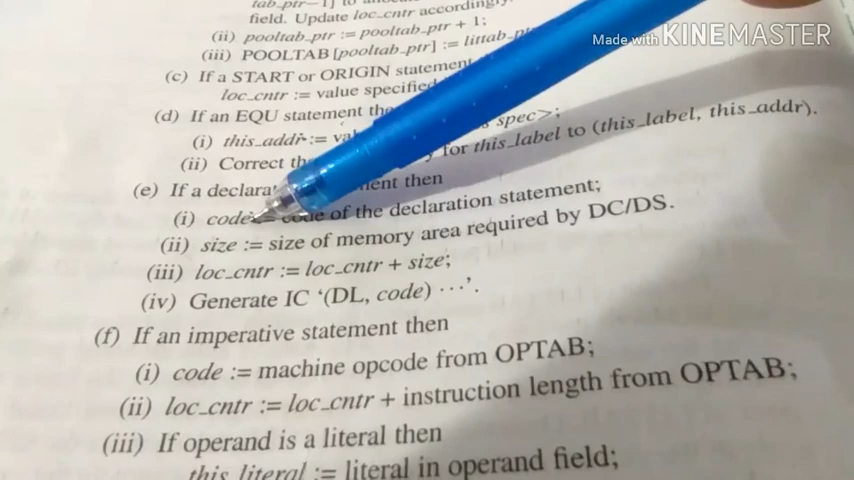 field. Update loc_cntr accordingly.
(ii) pooltab_ptr := pooltab_ptr + 1;
(iii) POOLTAB [pooltab_ptr] :=
Made with KINEMASTER
(c) If a START or ORIGIN statement
loc_cntr := value specified
(d) If an EQU statement
(i) this_addr := spec>;
(ii) Correct for this_label to (this_label, this_addr).
(e) If a then
(i) code := code of the declaration statement;
(ii) size := size of memory area required by DC/DS.
(iii) loc_cntr := loc_cntr + size;
(iv) Generate IC ‘(DL, code) ···’.
(f) If an imperative statement then
(i) code := machine opcode from OPTAB;
(ii) loc_cntr := loc_cntr + instruction length from OPTAB;
(iii) If operand is a literal then
this_literal := literal in operand field;